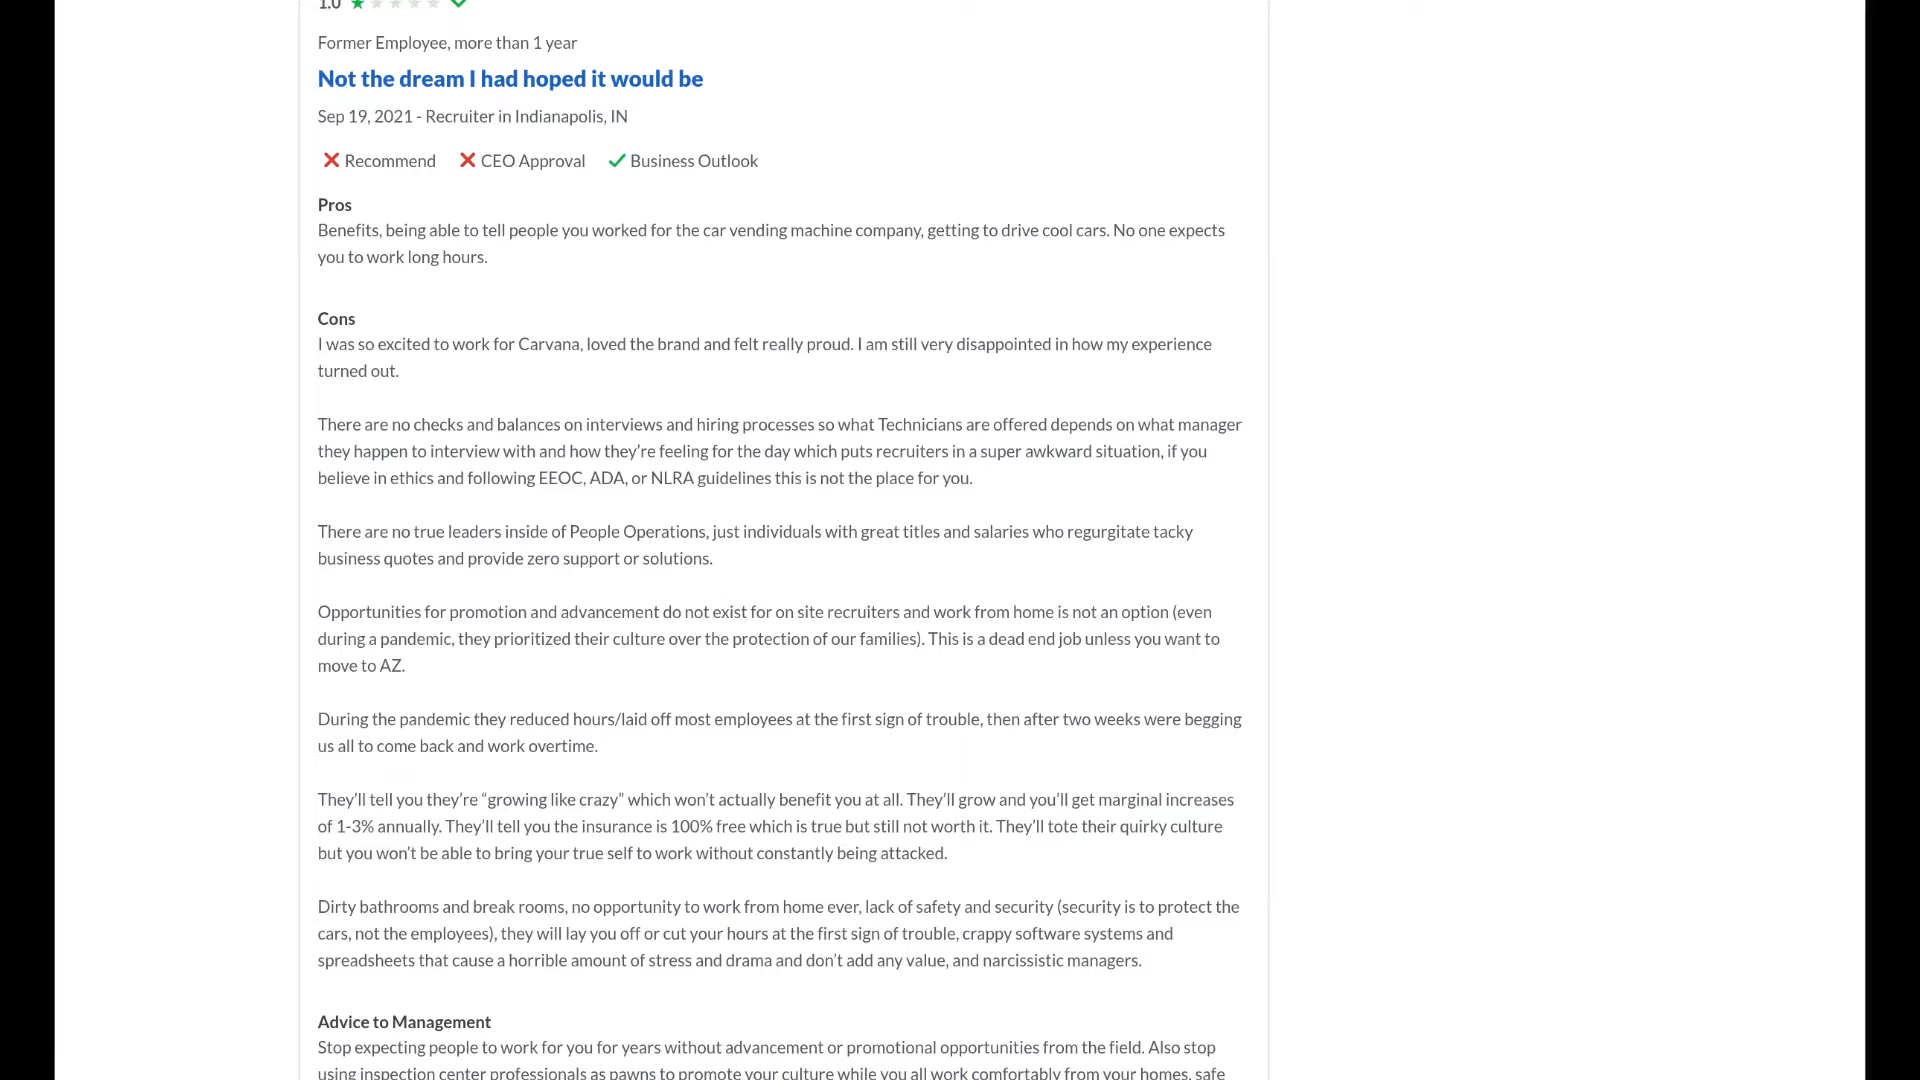 1.0
Former Employee, more than 1 year
Not the dream I had hoped it would be
Sep 19, 2021 - Recruiter in Indianapolis, IN
Recommend CEO Approval Business Outlook
Pros
Benefits, being able to tell people you worked for the car vending machine company, getting to drive cool cars. No one expects
you to work long hours.
Cons
I was so excited to work for Carvana, loved the brand and felt really proud. I am still very disappointed in how my experience
turned out.
There are no checks and balances on interviews and hiring processes so what Technicians are offered depends on what manager
they happen to interview with and how they’re feeling for the day which puts recruiters in a super awkward situation, if you
believe in ethics and following EEOC, ADA, or NLRA guidelines this is not the place for you.
There are no true leaders inside of People Operations, just individuals with great titles and salaries who regurgitate tacky
business quotes and provide zero support or solutions.
Opportunities for promotion and advancement do not exist for on site recruiters and work from home is not an option (even
during a pandemic, they prioritized their culture over the protection of our families). This is a dead end job unless you want to
move to AZ.
During the pandemic they reduced hours/laid off most employees at the first sign of trouble, then after two weeks were begging
us all to come back and work overtime.
They’ll tell you they’re “growing like crazy” which won’t actually benefit you at all. They’ll grow and you’ll get marginal increases
of 1-3% annually. They’ll tell you the insurance is 100% free which is true but still not worth it. They’ll tote their quirky culture
but you won’t be able to bring your true self to work without constantly being attacked.
Dirty bathrooms and break rooms, no opportunity to work from home ever, lack of safety and security (security is to protect the
cars, not the employees), they will lay you off or cut your hours at the first sign of trouble, crappy software systems and
spreadsheets that cause a horrible amount of stress and drama and don’t add any value, and narcissistic managers.
Advice to Management
Stop expecting people to work for you for years without advancement or promotional opportunities from the field. Also stop
using inspection center professionals as pawns to promote your culture while you all work comfortably from your homes, safe